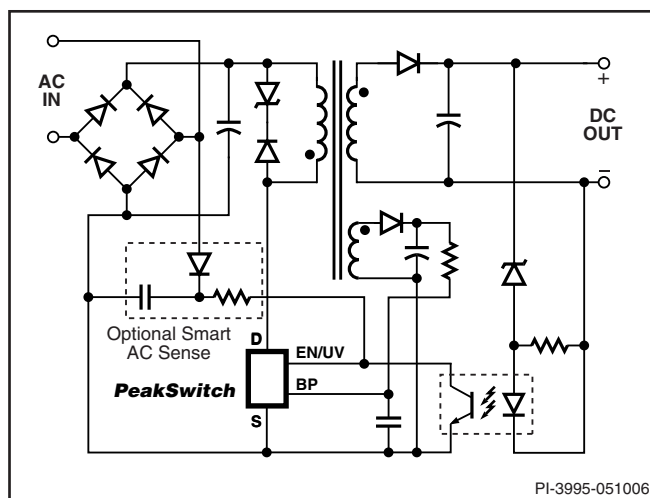 AC
IN
+
DC
OUT
–
Optional Smart
AC Sense
D
EN/UV
PeakSwitch
BP
S
PI-3995-051006